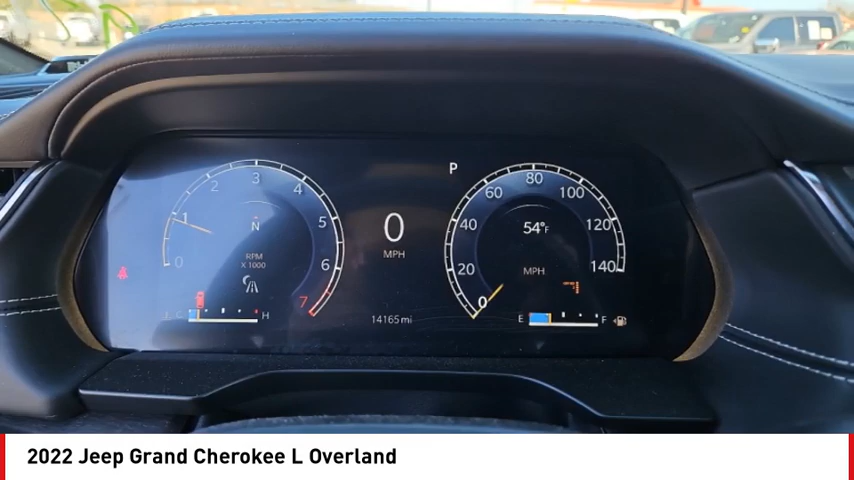 P
0 1 2 3 4 5 6 7
N
RPM
X 1000
C H
0
MPH
14165 mi
0 20 40 60 80 100 120 140
54°F
MPH
E F
2022 Jeep Grand Cherokee L Overland